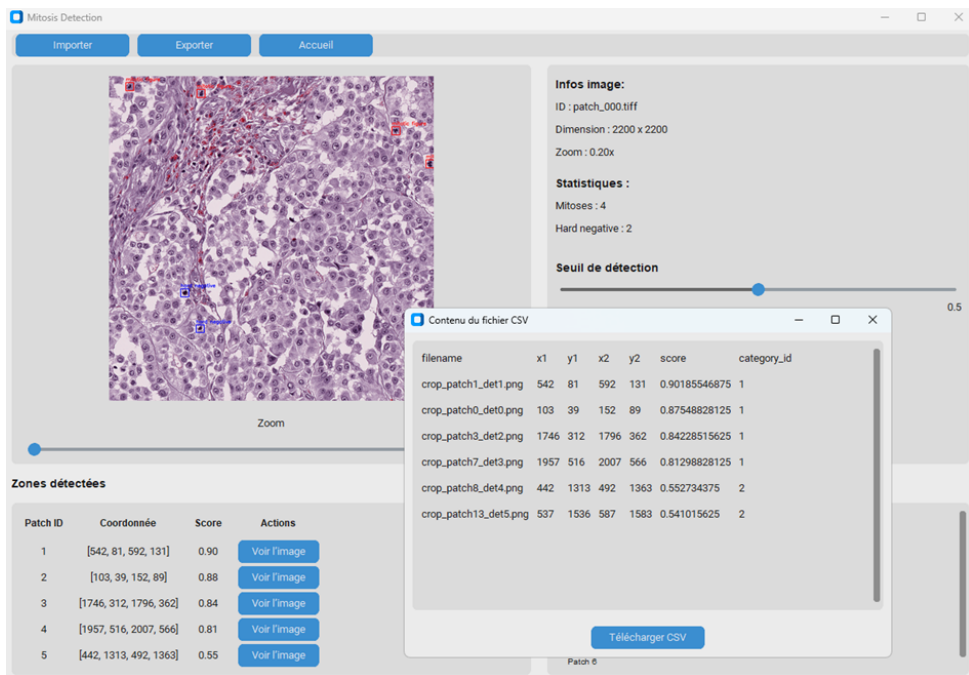 Mitosis Detection
Importer Exporter Accueil
Hard negative
Infos image:
ID : patch_000.tiff
Dimension : 2200 x 2200
Zoom : 0.20x
Statistiques :
Mitoses : 4
Hard negative : 2
Seuil de détection
0.5
Zoom
Contenu du fichier CSV
filename x1 y1 x2 y2 score category_id
crop_patch1_det1.png 542 81 592 131 0.90185546875 1
crop_patch0_det0.png 103 39 152 89 0.87548828125 1
crop_patch3_det2.png 1746 312 1796 362 0.84228515625 1
crop_patch7_det3.png 1957 516 2007 566 0.81298828125 1
crop_patch8_det4.png 442 1313 492 1363 0.552734375 2
crop_patch13_det5.png 537 1536 587 1583 0.541015625 2
Télécharger CSV
Zones détectées
Patch ID Coordonnée Score Actions
1 [542, 81, 592, 131] 0.90 Voir l'image
2 [103, 39, 152, 89] 0.88 Voir l'image
3 [1746, 312, 1796, 362] 0.84 Voir l'image
4 [1957, 516, 2007, 566] 0.81 Voir l'image
5 [442, 1313, 492, 1363] 0.55 Voir l'image
Patch 6